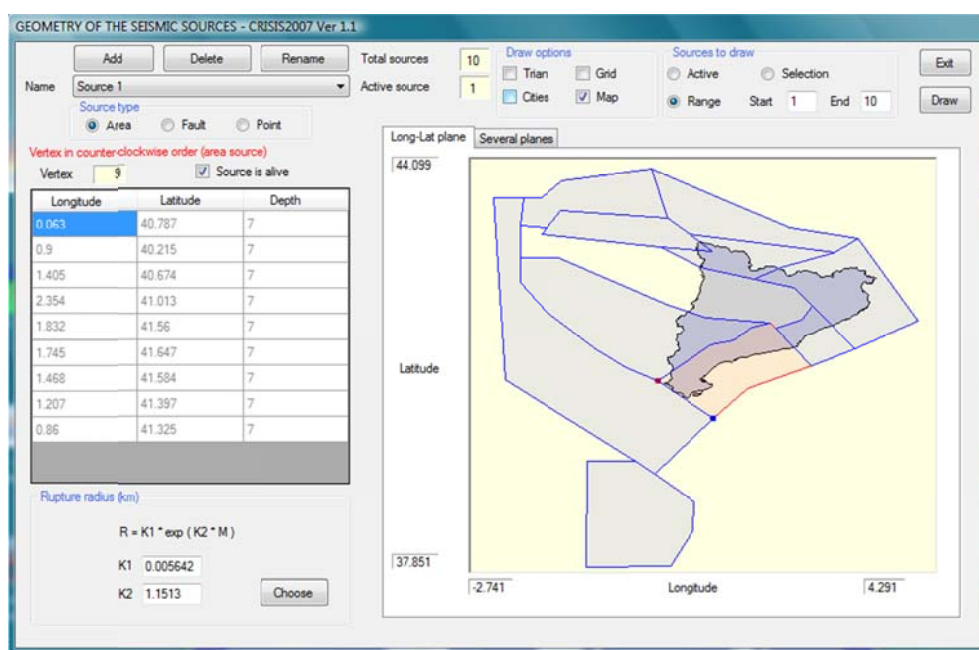 GEOMETRY OF THE SEISMIC SOURCES - CRISIS2007 Ver 1.1
Add Delete Rename Total sources 10 Draw options Sources to draw Exit
Trian Grid Active Selection
Name Source 1 Active source 1 Cities Map Range Start 1 End 10 Draw
Source type
Area Fault Point
Long-Lat plane Several planes
Vertex in counter-clockwise order (area source)
Vertex 9 Source is alive
44.099
Longitude Latitude Depth
0.063 40.787 7
0.9 40.215 7
1.405 40.674 7
2.354 41.013 7
1.832 41.56 7
1.745 41.647 7
1.468 41.584 7
1.207 41.397 7
0.86 41.325 7
Latitude
Rupture radius (km)
R = K1 * exp ( K2 * M )
K1 0.005642
K2 1.1513 Choose
37.851
-2.741 Longitude 4.291